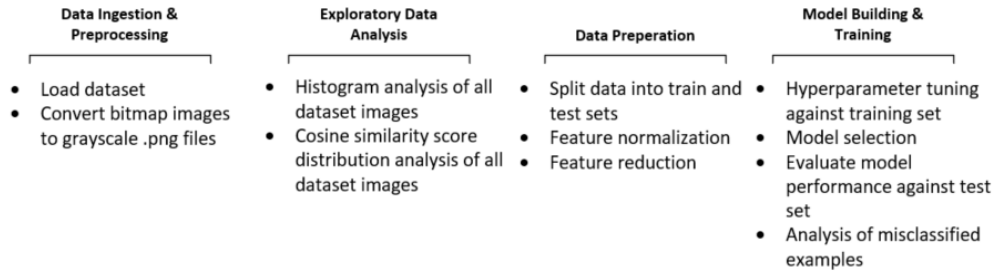 Data Ingestion &
Preprocessing
• Load dataset
• Convert bitmap images
to grayscale .png files
Exploratory Data
Analysis
• Histogram analysis of all
dataset images
• Cosine similarity score
distribution analysis of all
dataset images
Data Preperation
• Split data into train and
test sets
• Feature normalization
• Feature reduction
Model Building &
Training
• Hyperparameter tuning
against training set
• Model selection
• Evaluate model
performance against test
set
• Analysis of misclassified
examples